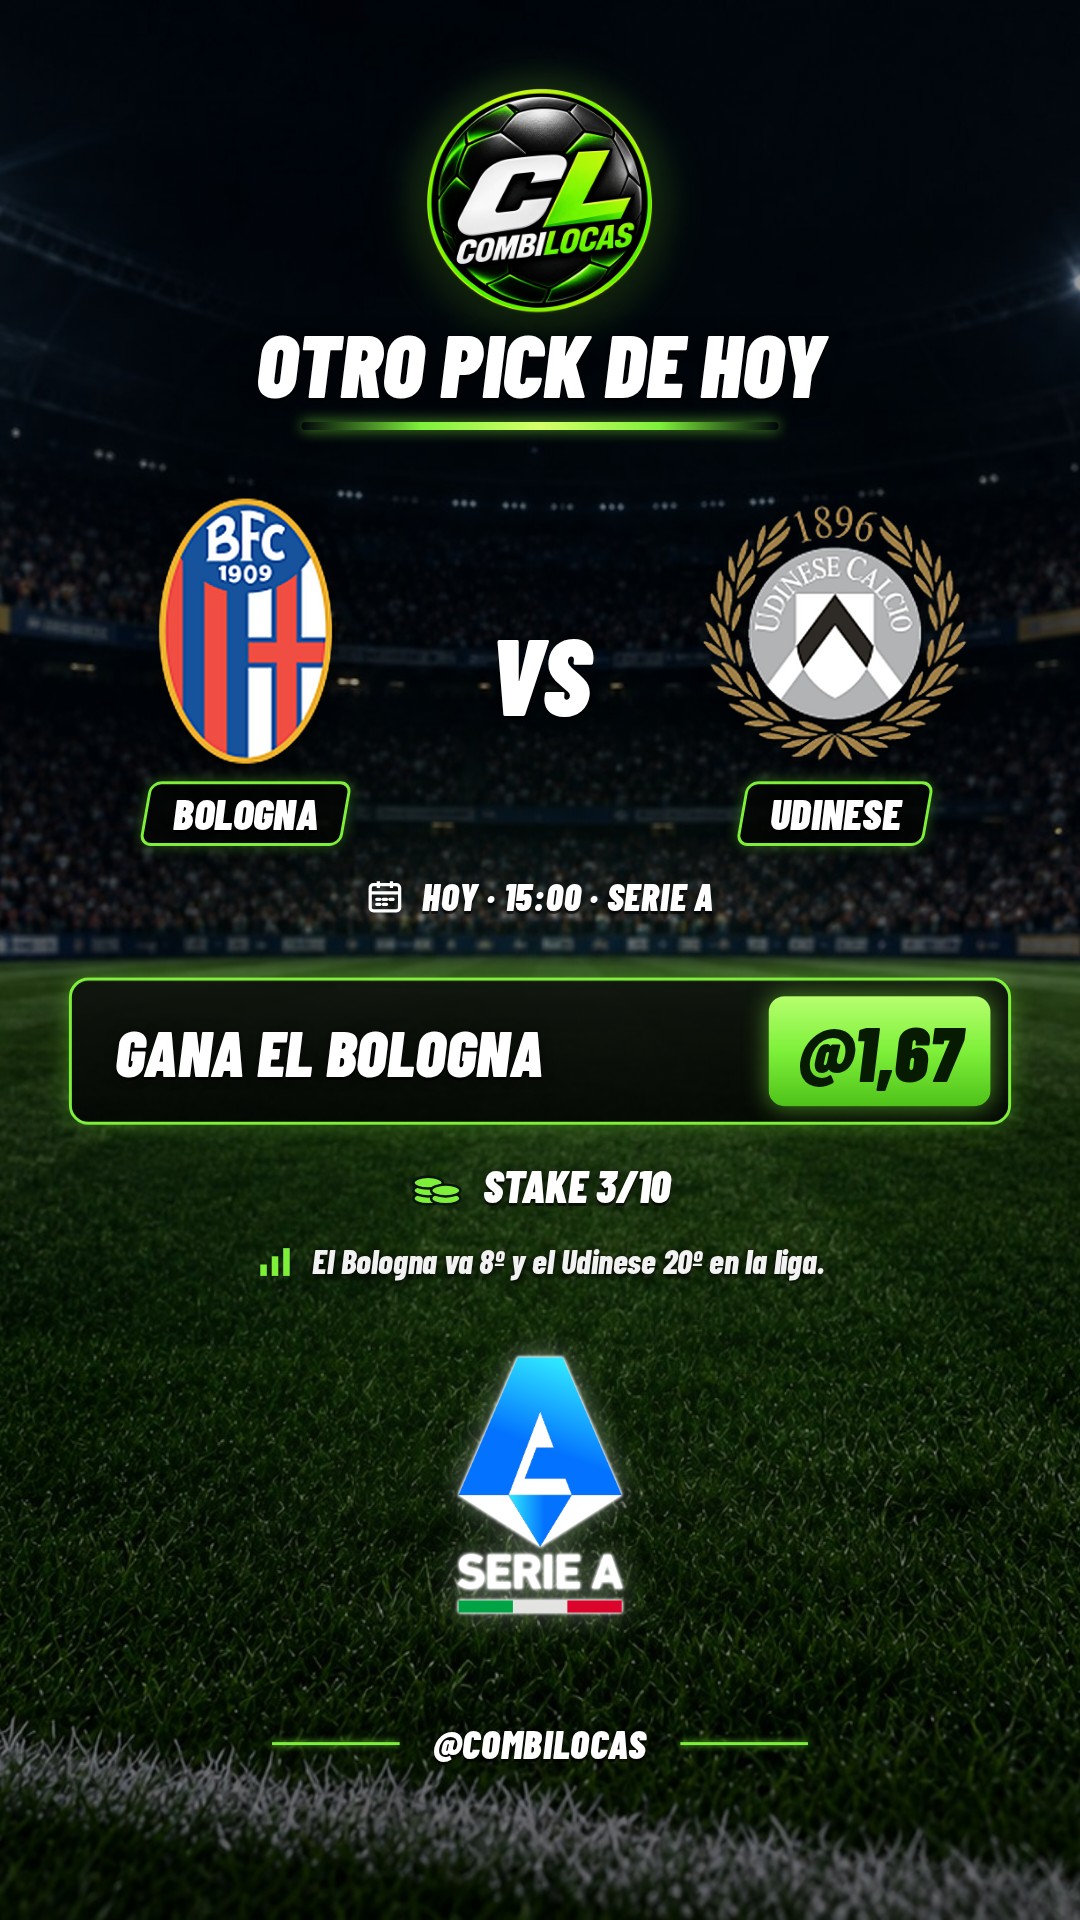 CL
COMBILOCAS
OTRO PICK DE HOY
BFC
1909
1896
UDINESE CALCIO
VS
BOLOGNA
UDINESE
HOY · 15:00 · SERIE A
GANA EL BOLOGNA
@1,67
STAKE 3/10
El Bologna va 8º y el Udinese 20º en la liga.
SERIE A
@COMBILOCAS